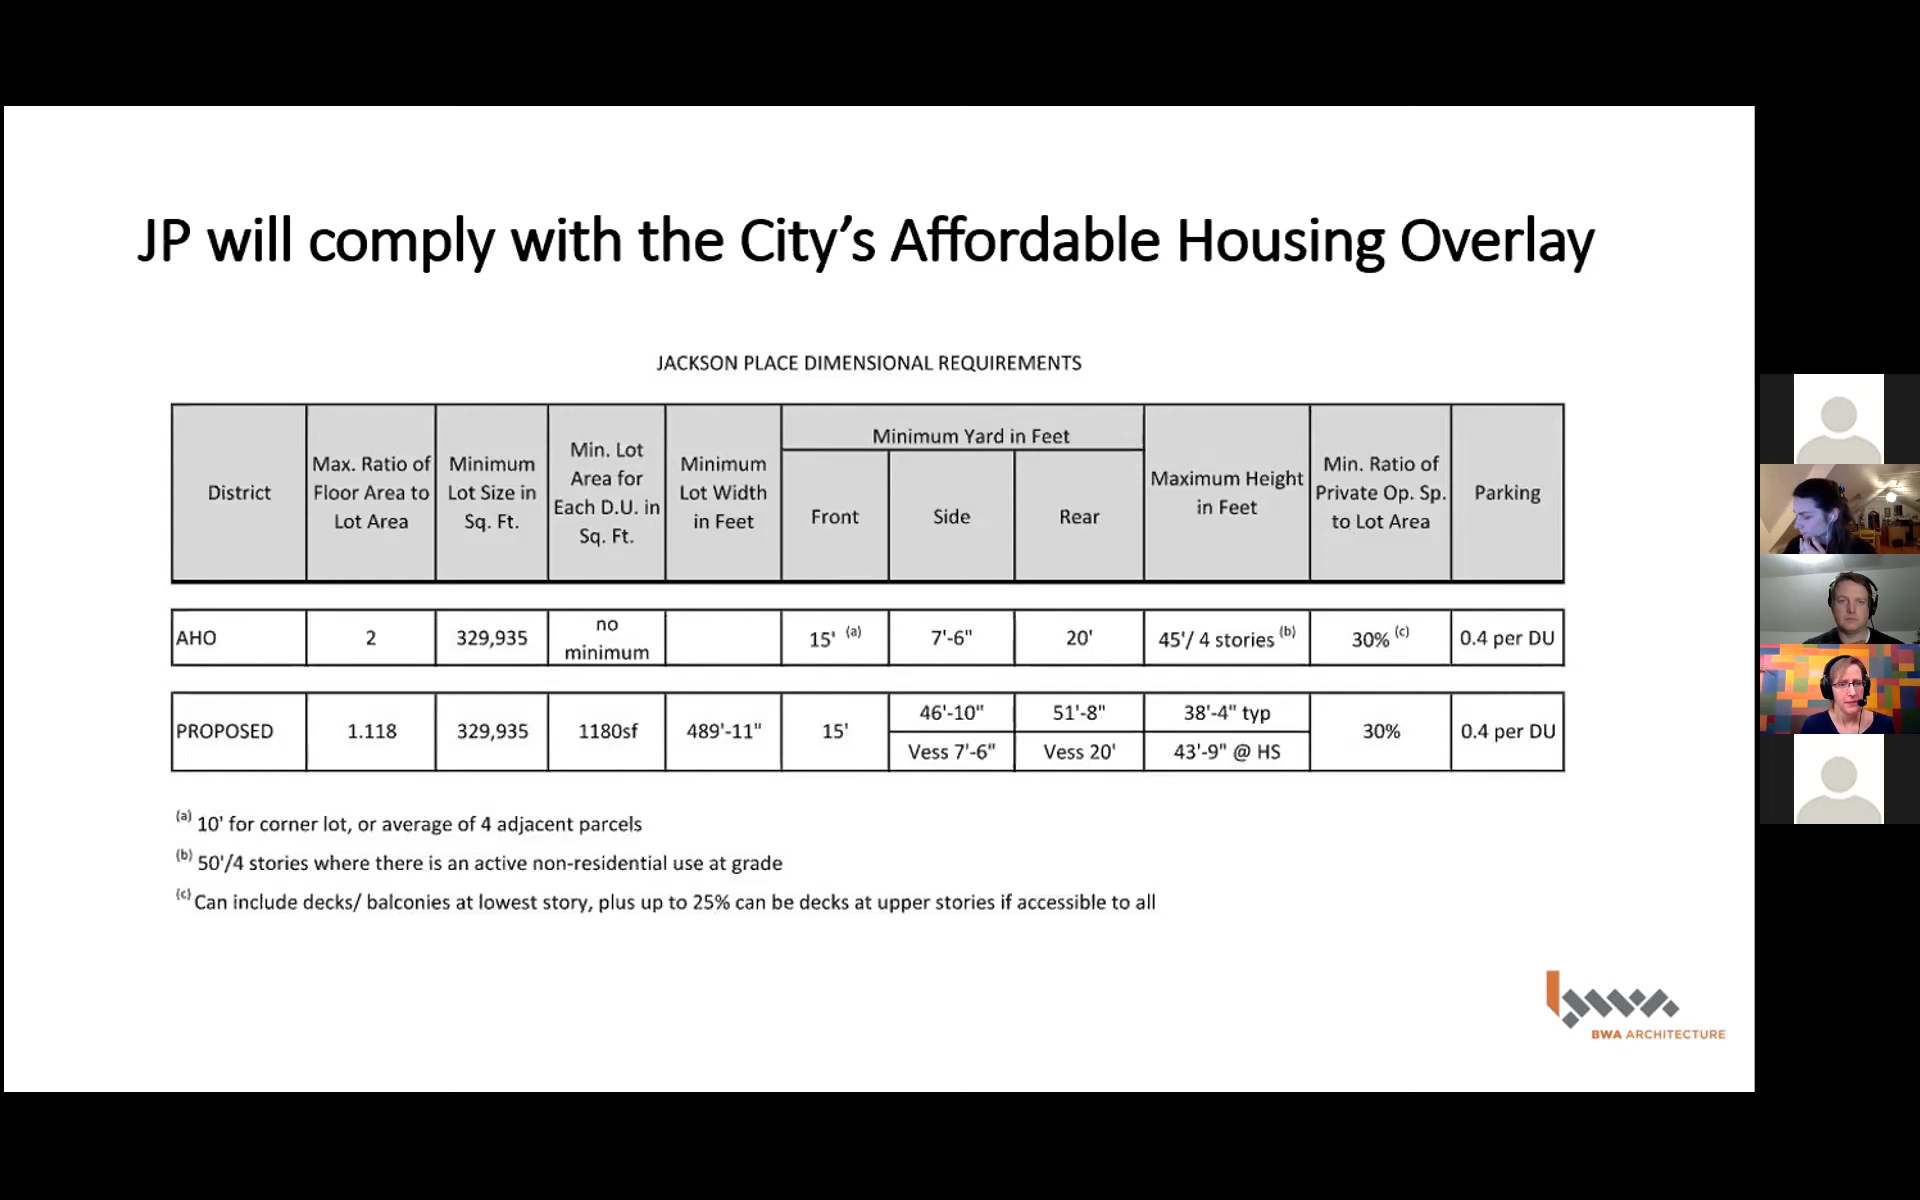 JP will comply with the City’s Affordable Housing Overlay
JACKSON PLACE DIMENSIONAL REQUIREMENTS
District
Max. Ratio of
Floor Area to
Lot Area
Minimum
Lot Size in
Sq. Ft.
Min. Lot
Area for
Each D.U. in
Sq. Ft.
Minimum
Lot Width
in Feet
Minimum Yard in Feet
Front
Side
Rear
Maximum Height
in Feet
Min. Ratio of
Private Op. Sp.
to Lot Area
Parking
AHO
2
329,935
no
minimum
15' (a)
7'-6"
20'
45'/ 4 stories (b)
30% (c)
0.4 per DU
PROPOSED
1.118
329,935
1180sf
489'-11"
15'
46'-10"
Vess 7'-6"
51'-8"
Vess 20'
38'-4" typ
43'-9" @ HS
30%
0.4 per DU
(a) 10' for corner lot, or average of 4 adjacent parcels
(b) 50'/4 stories where there is an active non-residential use at grade
(c) Can include decks/ balconies at lowest story, plus up to 25% can be decks at upper stories if accessible to all
bwa
BWA ARCHITECTURE